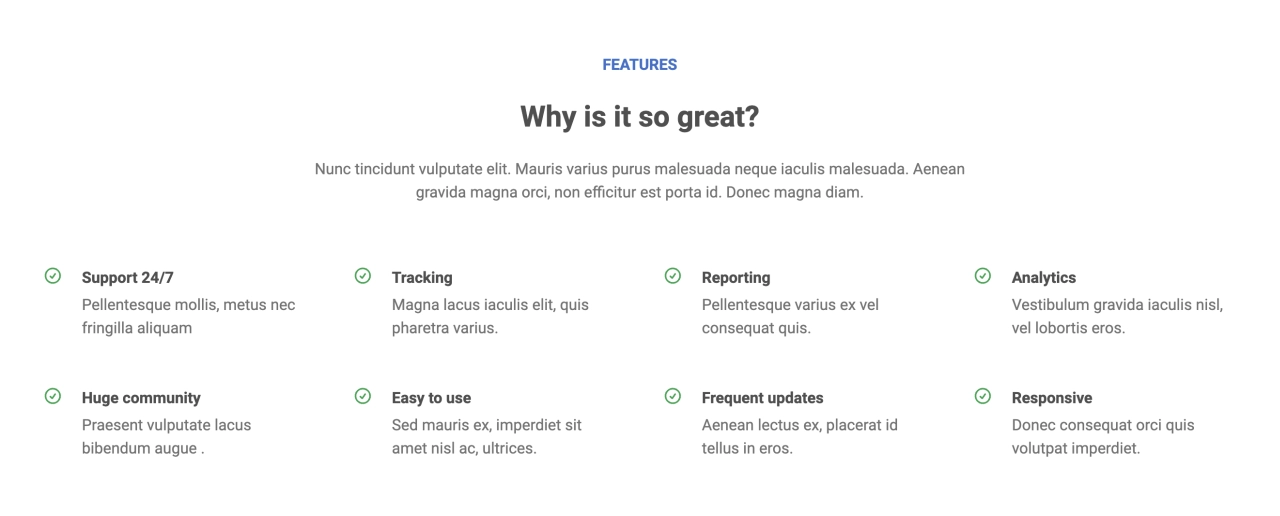 FEATURES
Why is it so great?
Nunc tincidunt vulputate elit. Mauris varius purus malesuada neque iaculis malesuada. Aenean
gravida magna orci, non efficitur est porta id. Donec magna diam.
Support 24/7
Pellentesque mollis, metus nec
fringilla aliquam
Tracking
Magna lacus iaculis elit, quis
pharetra varius.
Reporting
Pellentesque varius ex vel
consequat quis.
Analytics
Vestibulum gravida iaculis nisl,
vel lobortis eros.
Huge community
Praesent vulputate lacus
bibendum augue .
Easy to use
Sed mauris ex, imperdiet sit
amet nisl ac, ultrices.
Frequent updates
Aenean lectus ex, placerat id
tellus in eros.
Responsive
Donec consequat orci quis
volutpat imperdiet.